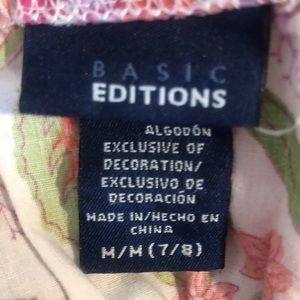 BASIC
EDITIONS
ALGODÓN
EXCLUSIVE OF
DECORATION/
EXCLUSIVO DE
DECORACIÓN
MADE IN/HECHO EN
CHINA
M/M (7/8)